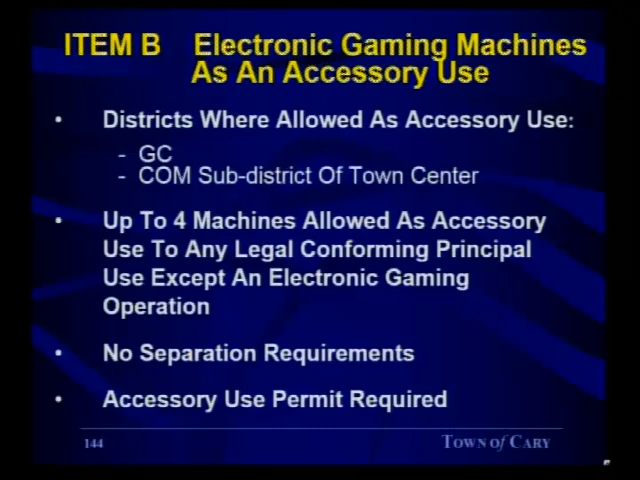 ITEM B Electronic Gaming Machines
As An Accessory Use
• Districts Where Allowed As Accessory Use:
- GC
- COM Sub-district Of Town Center
• Up To 4 Machines Allowed As Accessory
Use To Any Legal Conforming Principal
Use Except An Electronic Gaming
Operation
• No Separation Requirements
• Accessory Use Permit Required
144 TOWN of CARY